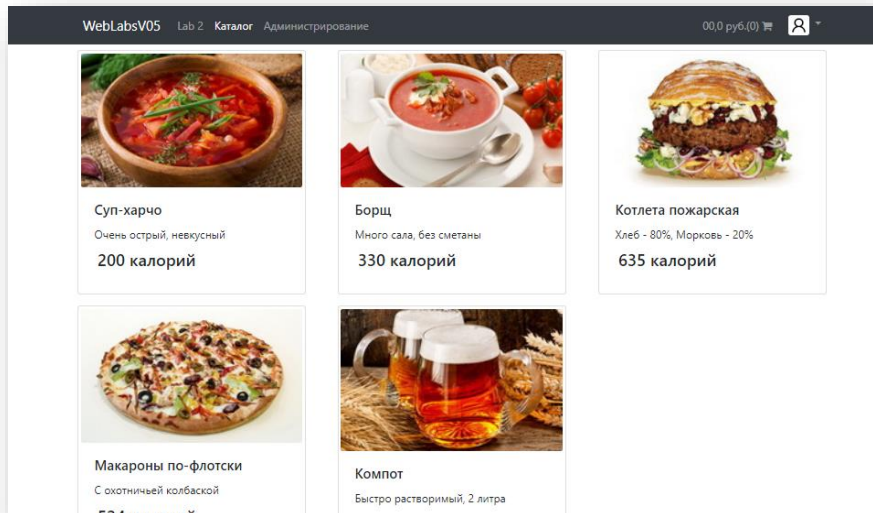 WebLabsV05 Lab 2 Каталог Администрирование 00,0 руб.(0)
Суп-харчо
Очень острый, невкусный
200 калорий
Борщ
Много сала, без сметаны
330 калорий
Котлета пожарская
Хлеб - 80%, Морковь - 20%
635 калорий
Макароны по-флотски
С охотничьей колбаской
Компот
Быстро растворимый, 2 литра